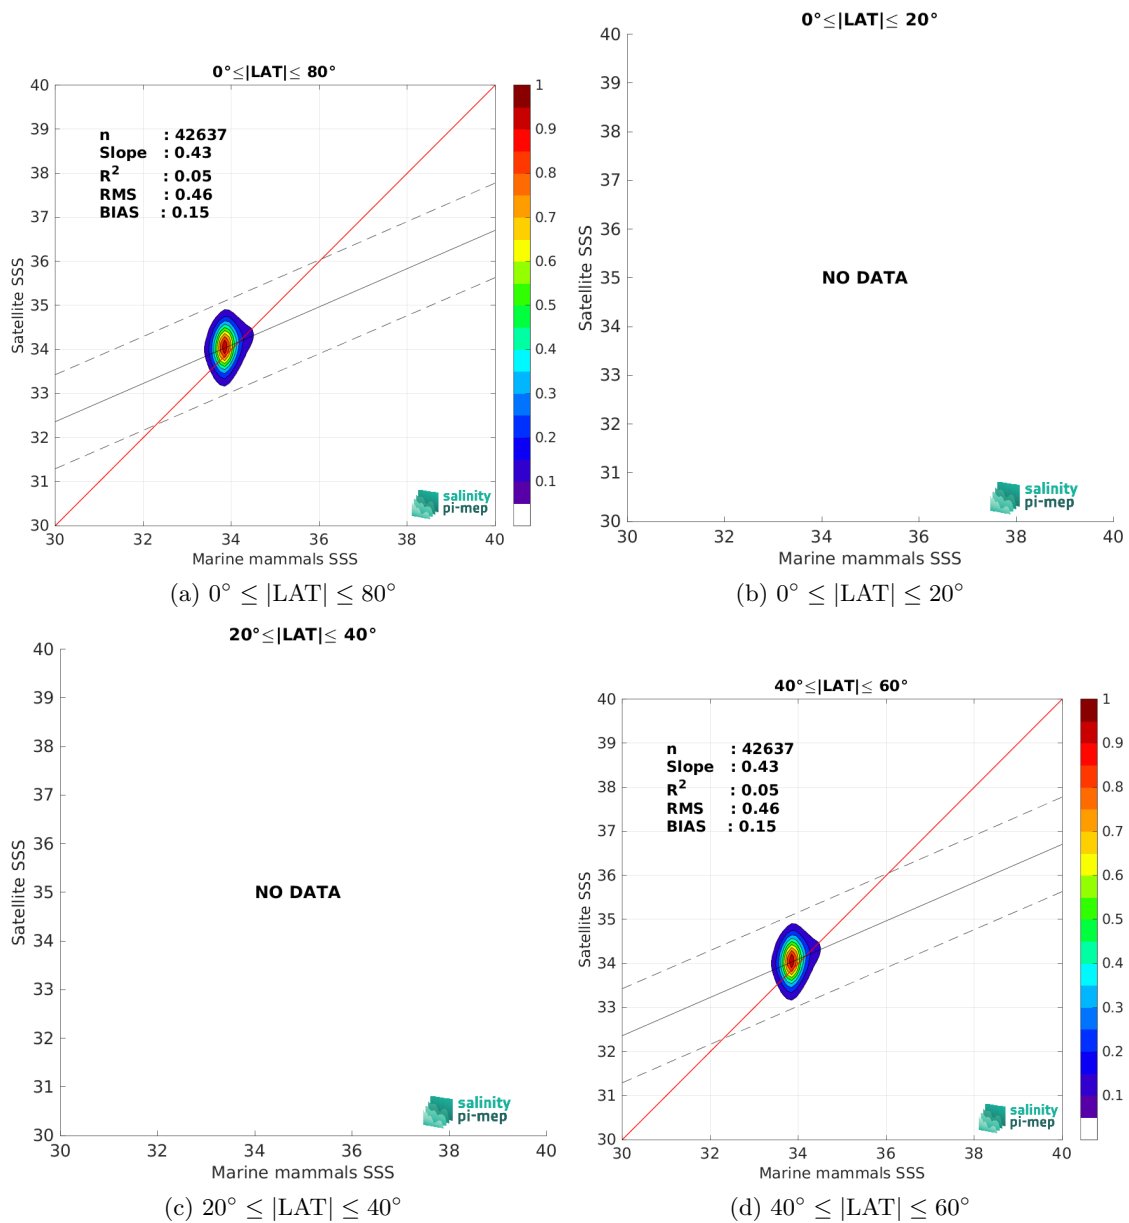 0°≤|LAT|≤ 80°
40
39
38
37
36
35
34
33
32
31
30
Satellite SSS
n : 42637
Slope : 0.43
R² : 0.05
RMS : 0.46
BIAS : 0.15
salinity
pi-mep
30 32 34 36 38 40
Marine mammals SSS
1
0.9
0.8
0.7
0.6
0.5
0.4
0.3
0.2
0.1
(a) 0° ≤ |LAT| ≤ 80°
0°≤|LAT|≤ 20°
40
39
38
37
36
35
34
33
32
31
30
Satellite SSS
NO DATA
salinity
pi-mep
30 32 34 36 38 40
Marine mammals SSS
(b) 0° ≤ |LAT| ≤ 20°
20°≤|LAT|≤ 40°
40
39
38
37
36
35
34
33
32
31
30
Satellite SSS
NO DATA
salinity
pi-mep
30 32 34 36 38 40
Marine mammals SSS
(c) 20° ≤ |LAT| ≤ 40°
40°≤|LAT|≤ 60°
40
39
38
37
36
35
34
33
32
31
30
Satellite SSS
n : 42637
Slope : 0.43
R² : 0.05
RMS : 0.46
BIAS : 0.15
salinity
pi-mep
30 32 34 36 38 40
Marine mammals SSS
1
0.9
0.8
0.7
0.6
0.5
0.4
0.3
0.2
0.1
(d) 40° ≤ |LAT| ≤ 60°